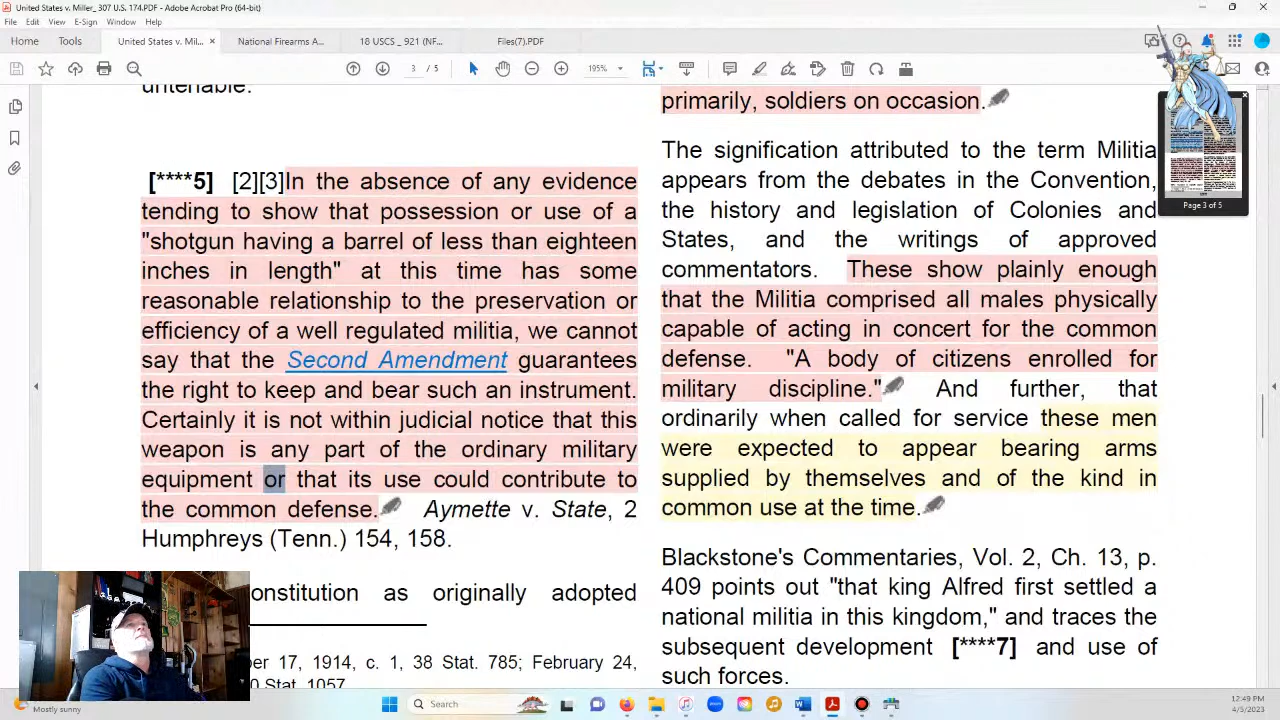 United States v. Miller_ 307 U.S. 174.PDF - Adobe Acrobat Pro (64-bit)
File Edit View Sign Window Help
Home Tools United States v. Mil... × National Firearms A... 18 USCS _ 921 (NF... Files(7).PDF
3 / 5 195%
untenable.
[****5] [2][3]In the absence of any evidence
tending to show that possession or use of a
"shotgun having a barrel of less than eighteen
inches in length" at this time has some
reasonable relationship to the preservation or
efficiency of a well regulated militia, we cannot
say that the Second Amendment guarantees
the right to keep and bear such an instrument.
Certainly it is not within judicial notice that this
weapon is any part of the ordinary military
equipment or that its use could contribute to
the common defense. Aymette v. State, 2
Humphreys (Tenn.) 154, 158.
onstitution as originally adopted
er 17, 1914, c. 1, 38 Stat. 785; February 24,
0 Stat. 1057
primarily, soldiers on occasion.
The signification attributed to the term Militia
appears from the debates in the Convention,
the history and legislation of Colonies and
States, and the writings of approved
commentators. These show plainly enough
that the Militia comprised all males physically
capable of acting in concert for the common
defense. "A body of citizens enrolled for
military discipline." And further, that
ordinarily when called for service these men
were expected to appear bearing arms
supplied by themselves and of the kind in
common use at the time.
Blackstone's Commentaries, Vol. 2, Ch. 13, p.
409 points out "that king Alfred first settled a
national militia in this kingdom," and traces the
subsequent development [****7] and use of
such forces.
Page 3 of 5
Mostly sunny
Search
12:49 PM
4/5/2023